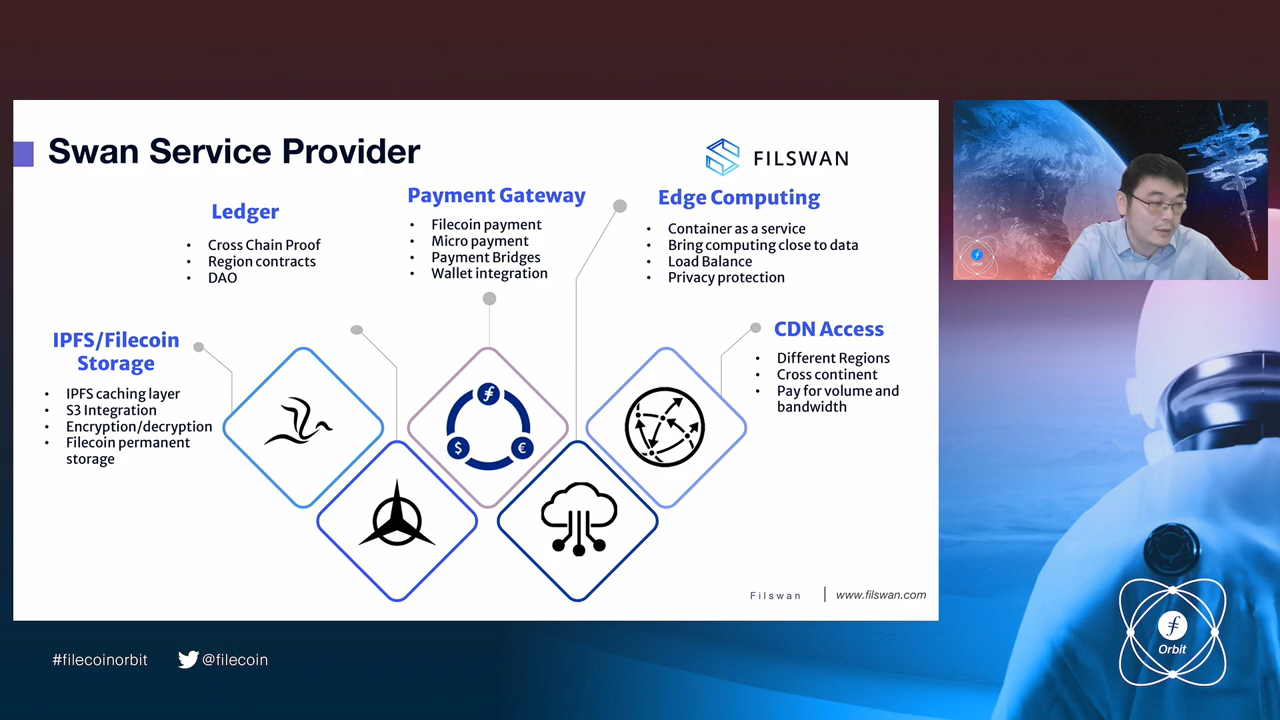 Swan Service Provider
FILSWAN
Ledger
• Cross Chain Proof
• Region contracts
• DAO
Payment Gateway
• Filecoin payment
• Micro payment
• Payment Bridges
• Wallet integration
Edge Computing
• Container as a service
• Bring computing close to data
• Load Balance
• Privacy protection
IPFS/Filecoin
Storage
• IPFS caching layer
• S3 Integration
• Encryption/decryption
• Filecoin permanent
storage
CDN Access
• Different Regions
• Cross continent
• Pay for volume and
bandwidth
$
€
Filswan
www.filswan.com
Orbit
#filecoinorbit
@filecoin
Orbit